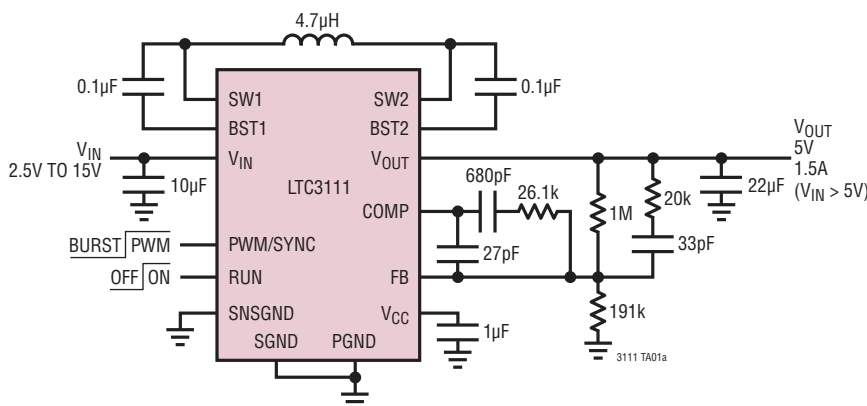 4.7µH
0.1µF
0.1µF
SW1
SW2
BST1
BST2
VIN
2.5V TO 15V
VIN
VOUT
VOUT
5V
1.5A
(VIN > 5V)
10µF
LTC3111
680pF
26.1k
1M
20k
22µF
COMP
BURST PWM
PWM/SYNC
27pF
33pF
OFF ON
RUN
FB
SNSGND
VCC
1µF
191k
SGND
PGND
3111 TA01a